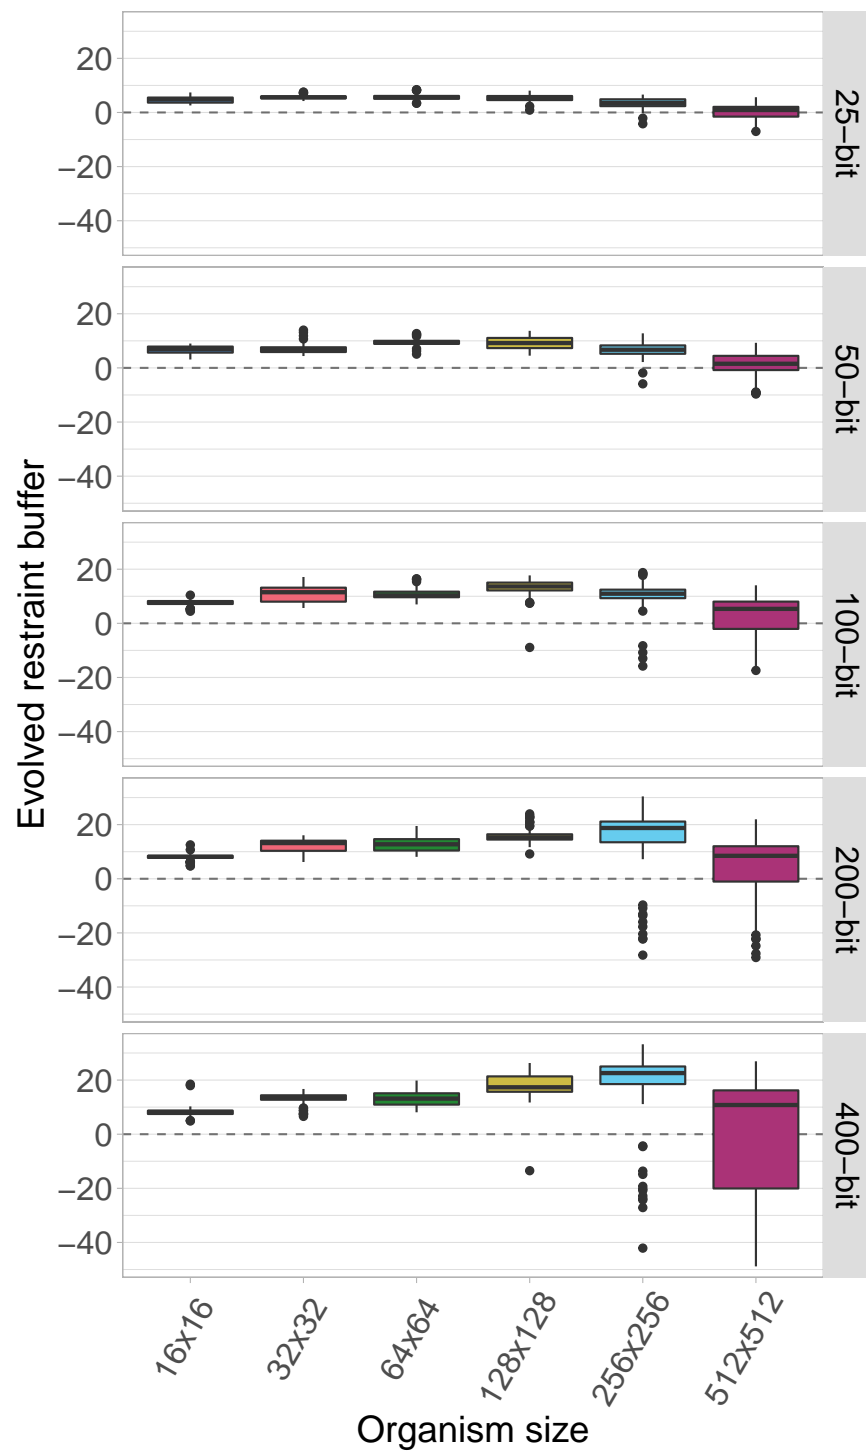 Evolved restraint buffer
20
0
−20
−40
25−bit
20
0
−20
−40
50−bit
20
0
−20
−40
100−bit
20
0
−20
−40
200−bit
20
0
−20
−40
400−bit
16x16
32x32
64x64
128x128
256x256
512x512
Organism size